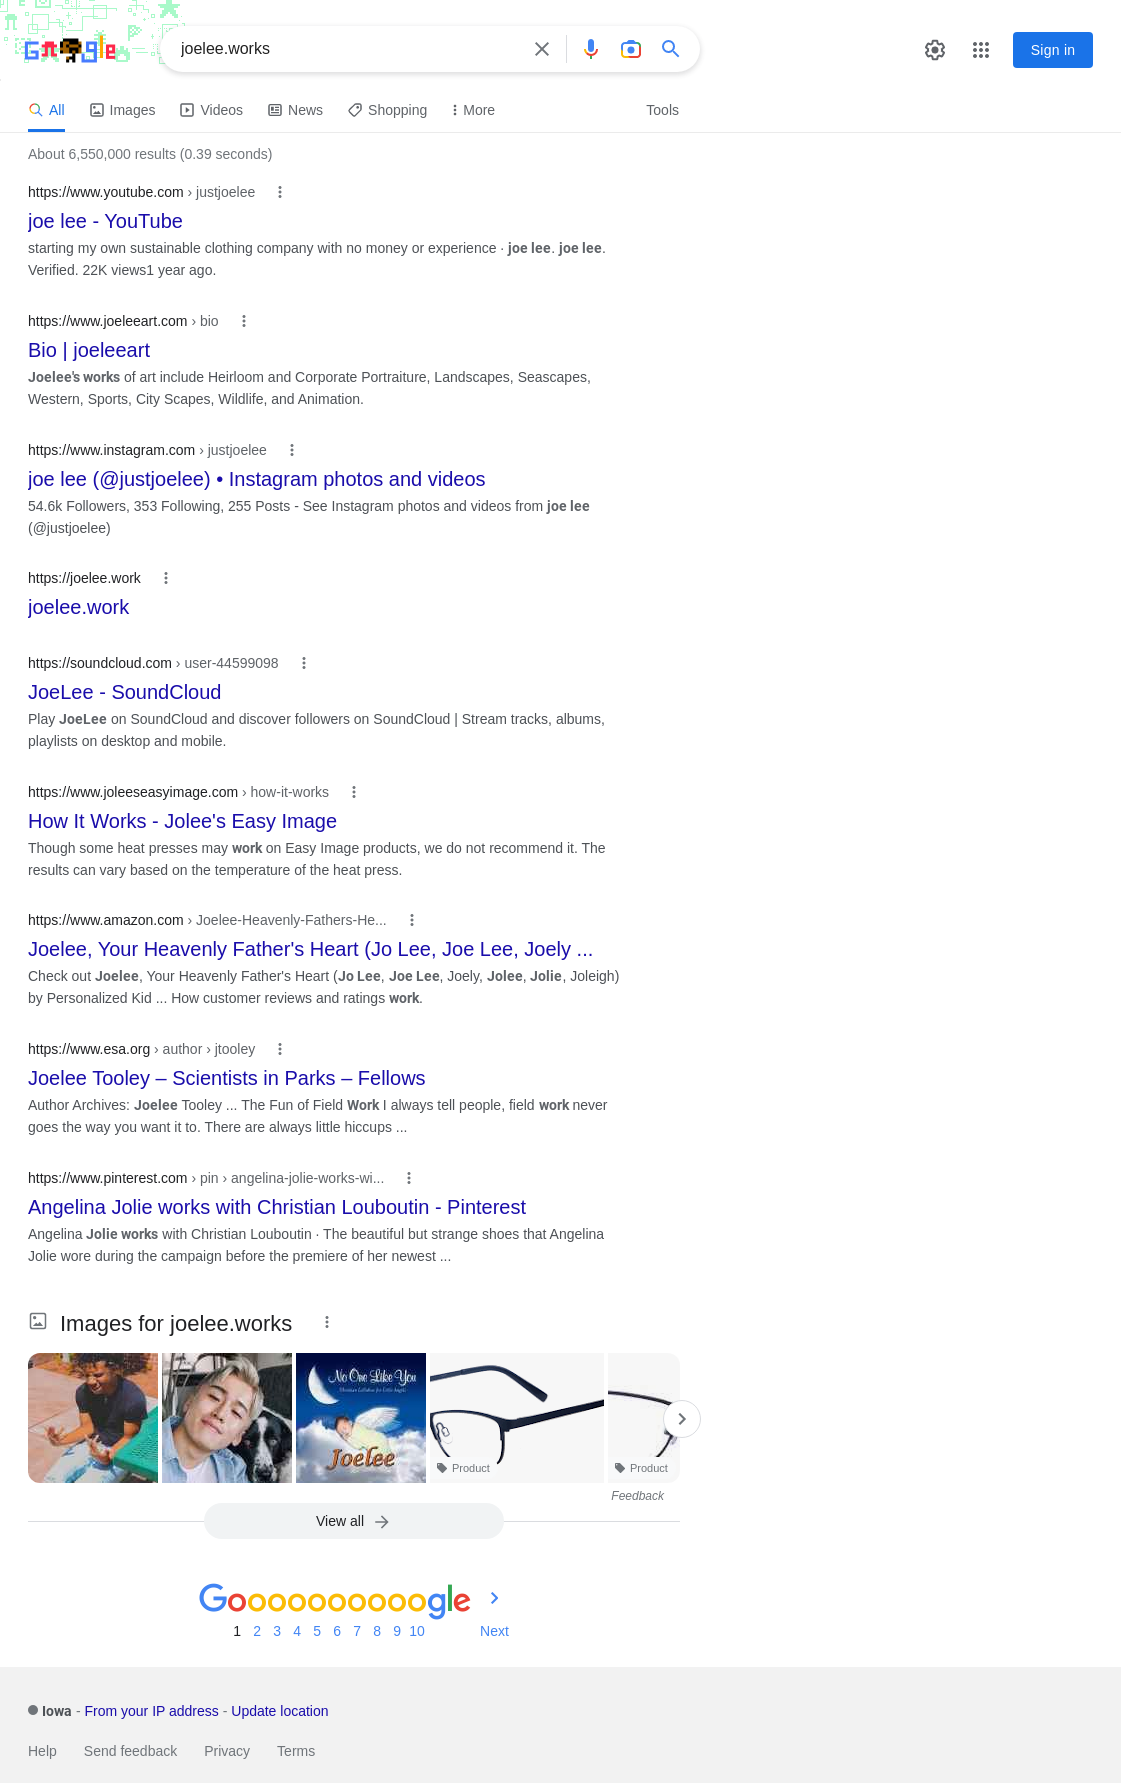 Google
joelee.works
Sign in
All
Images
Videos
News
Shopping
More
Tools
About 6,550,000 results (0.39 seconds)
https://www.youtube.com › justjoelee
joe lee - YouTube
starting my own sustainable clothing company with no money or experience · joe lee. joe lee.
Verified. 22K views1 year ago.
https://www.joeleeart.com › bio
Bio | joeleeart
Joelee's works of art include Heirloom and Corporate Portraiture, Landscapes, Seascapes,
Western, Sports, City Scapes, Wildlife, and Animation.
https://www.instagram.com › justjoelee
joe lee (@justjoelee) • Instagram photos and videos
54.6k Followers, 353 Following, 255 Posts - See Instagram photos and videos from joe lee
(@justjoelee)
https://joelee.work
joelee.work
https://soundcloud.com › user-44599098
JoeLee - SoundCloud
Play JoeLee on SoundCloud and discover followers on SoundCloud | Stream tracks, albums,
playlists on desktop and mobile.
https://www.joleeseasyimage.com › how-it-works
How It Works - Jolee's Easy Image
Though some heat presses may work on Easy Image products, we do not recommend it. The
results can vary based on the temperature of the heat press.
https://www.amazon.com › Joelee-Heavenly-Fathers-He...
Joelee, Your Heavenly Father's Heart (Jo Lee, Joe Lee, Joely ...
Check out Joelee, Your Heavenly Father's Heart (Jo Lee, Joe Lee, Joely, Jolee, Jolie, Joleigh)
by Personalized Kid ... How customer reviews and ratings work.
https://www.esa.org › author › jtooley
Joelee Tooley – Scientists in Parks – Fellows
Author Archives: Joelee Tooley ... The Fun of Field Work I always tell people, field work never
goes the way you want it to. There are always little hiccups ...
https://www.pinterest.com › pin › angelina-jolie-works-wi...
Angelina Jolie works with Christian Louboutin - Pinterest
Angelina Jolie works with Christian Louboutin · The beautiful but strange shoes that Angelina
Jolie wore during the campaign before the premiere of her newest ...
Images for joelee.works
No One Like You
Christian Lullabies for Little Angels
Joelee
Product
Product
Feedback
View all
Goooooooooogle
1 2 3 4 5 6 7 8 9 10 Next
Iowa - From your IP address - Update location
Help
Send feedback
Privacy
Terms